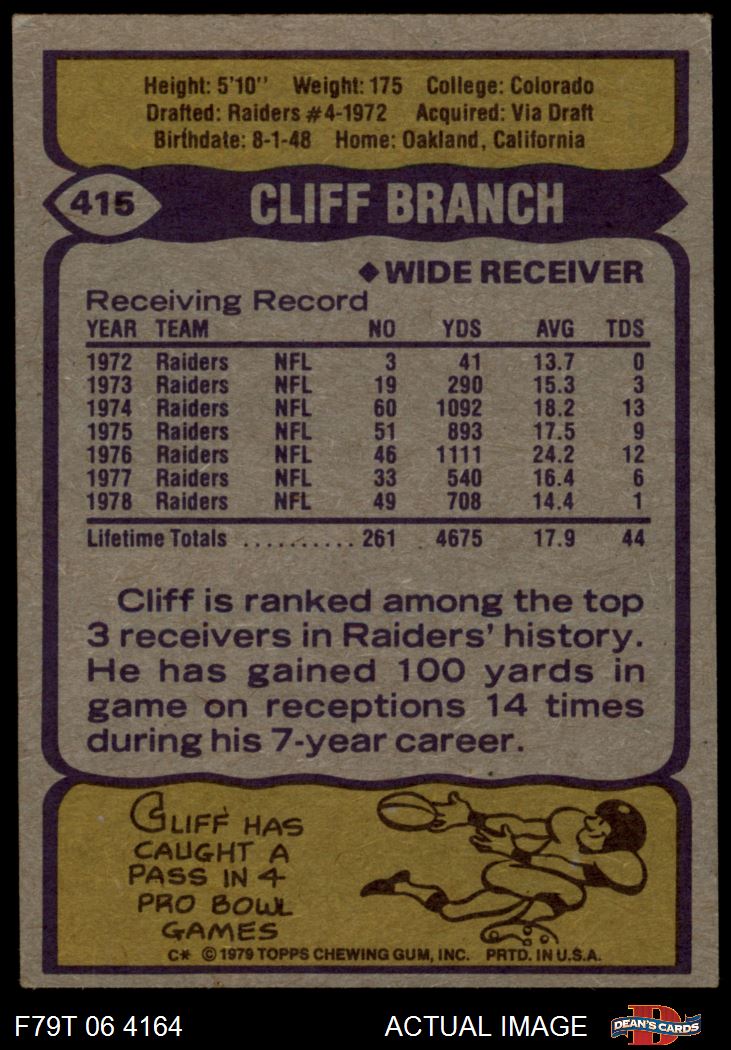 Height: 5'10" Weight: 175 College: Colorado
Drafted: Raiders #4-1972 Acquired: Via Draft
Birthdate: 8-1-48 Home: Oakland, California
415 CLIFF BRANCH
◆WIDE RECEIVER
Receiving Record
YEAR TEAM NO YDS AVG TDS
1972 Raiders NFL 3 41 13.7 0
1973 Raiders NFL 19 290 15.3 3
1974 Raiders NFL 60 1092 18.2 13
1975 Raiders NFL 51 893 17.5 9
1976 Raiders NFL 46 1111 24.2 12
1977 Raiders NFL 33 540 16.4 6
1978 Raiders NFL 49 708 14.4 1
Lifetime Totals .......... 261 4675 17.9 44
Cliff is ranked among the top
3 receivers in Raiders' history.
He has gained 100 yards in
game on receptions 14 times
during his 7-year career.
CLIFF HAS
CAUGHT A
PASS IN 4
PRO BOWL
GAMES
C* © 1979 TOPPS CHEWING GUM, INC. PRTD. IN U.S.A.
F79T 06 4164 ACTUAL IMAGE D DEAN'S CARDS